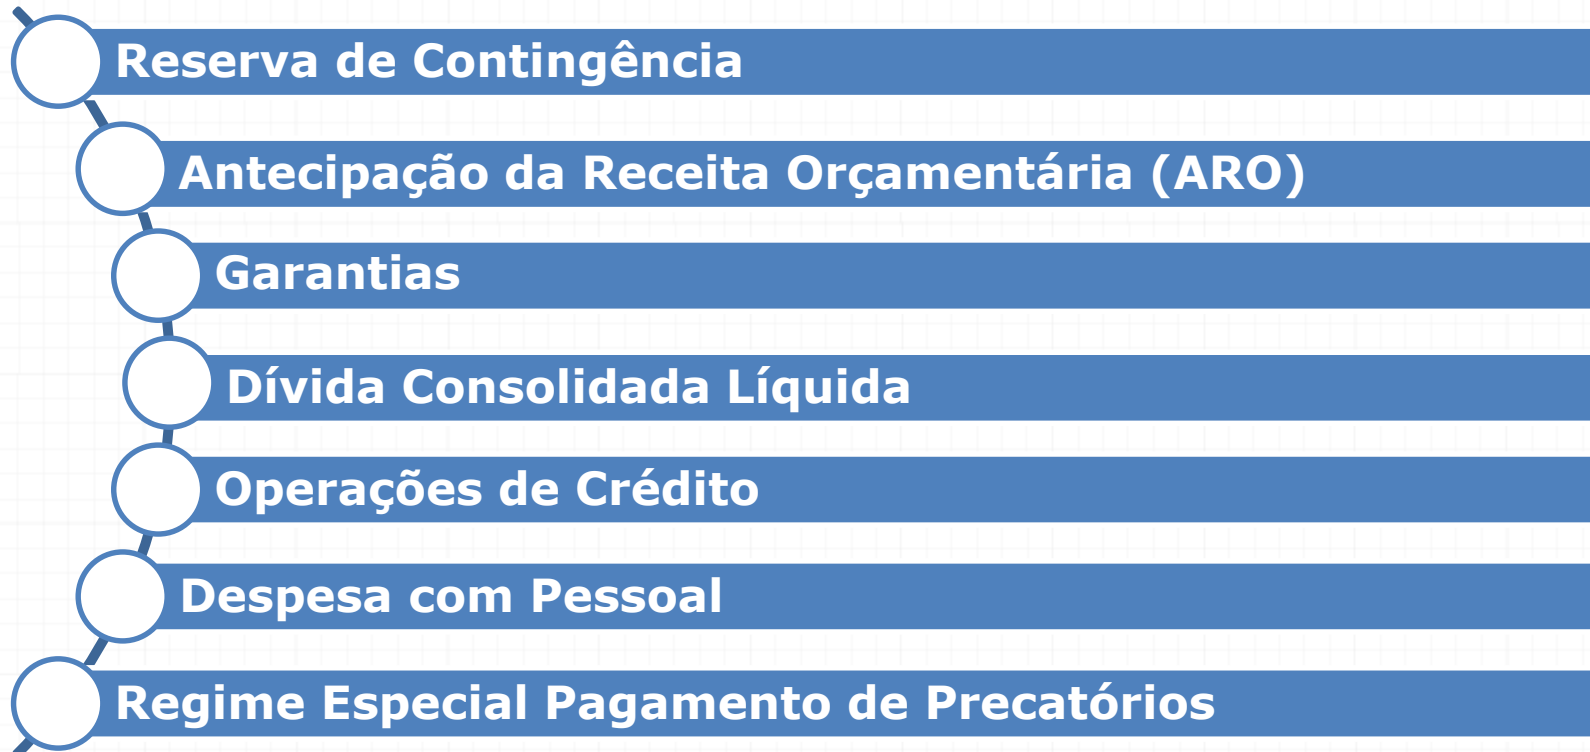 Reserva de Contingência
Antecipação da Receita Orçamentária (ARO)
Garantias
Dívida Consolidada Líquida
Operações de Crédito
Despesa com Pessoal
Regime Especial Pagamento de Precatórios